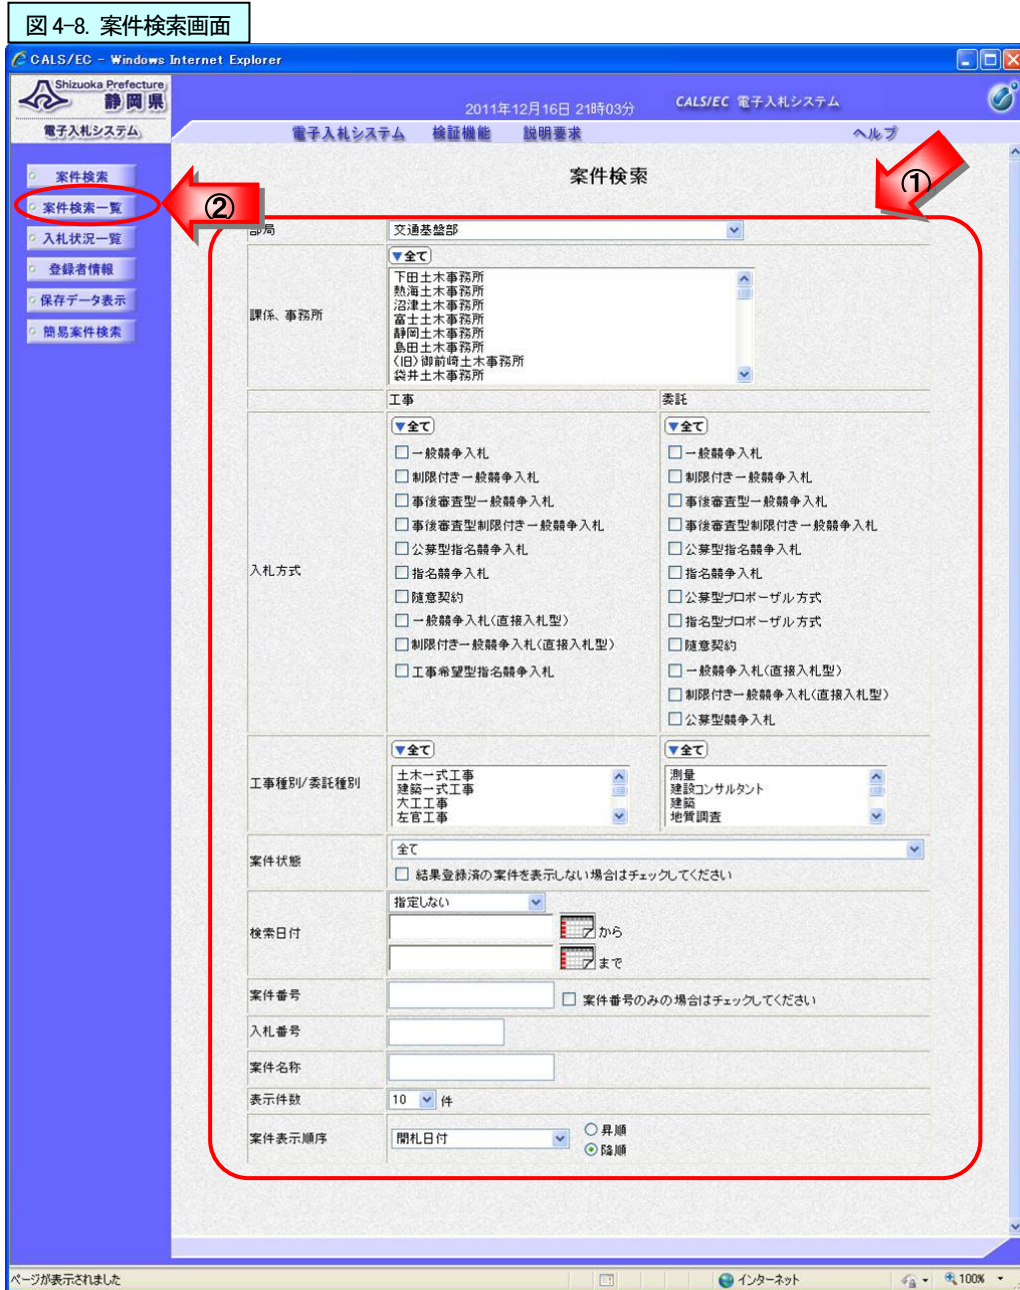 図 4-8. 案件検索画面
CALS/EC - Windows Internet Explorer
Shizuoka Prefecture
静岡県
電子入札システム
2011年12月16日 21時03分
CALS/EC 電子入札システム
電子入札システム 検証機能 説明要求 ヘルプ
案件検索
案件検索一覧
入札状況一覧
登録者情報
保存データ表示
簡易案件検索
②
①
案件検索
部局 交通基盤部
課係、事務所
▼全て
下田土木事務所
熱海土木事務所
沼津土木事務所
富士土木事務所
静岡土木事務所
島田土木事務所
(旧)御前崎土木事務所
袋井土木事務所
工事 委託
入札方式
▼全て
一般競争入札
制限付き一般競争入札
事後審査型一般競争入札
事後審査型制限付き一般競争入札
公募型指名競争入札
指名競争入札
随意契約
一般競争入札(直接入札型)
制限付き一般競争入札(直接入札型)
工事希望型指名競争入札
▼全て
一般競争入札
制限付き一般競争入札
事後審査型一般競争入札
事後審査型制限付き一般競争入札
公募型指名競争入札
指名競争入札
公募型プロポーザル方式
指名型プロポーザル方式
随意契約
一般競争入札(直接入札型)
制限付き一般競争入札(直接入札型)
公募型競争入札
工事種別/委託種別
▼全て
土木一式工事
建築一式工事
大工工事
左官工事
▼全て
測量
建設コンサルタント
建築
地質調査
案件状態
全て
結果登録済の案件を表示しない場合はチェックしてください
検索日付
指定しない
から
まで
案件番号 案件番号のみの場合はチェックしてください
入札番号
案件名称
表示件数 10 件
案件表示順序 開札日付
昇順
降順
ページが表示されました インターネット 100%